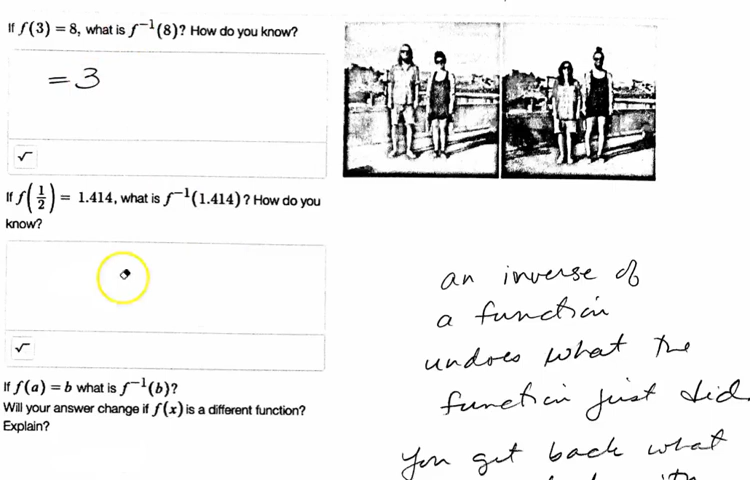 If f(3) = 8, what is f⁻¹(8)? How do you know?
= 3
If f(1/2) = 1.414, what is f⁻¹(1.414)? How do you
know?
If f(a) = b what is f⁻¹(b)?
Will your answer change if f(x) is a different function?
Explain?
an inverse of
a function
undoes what the
function just did.
You get back what